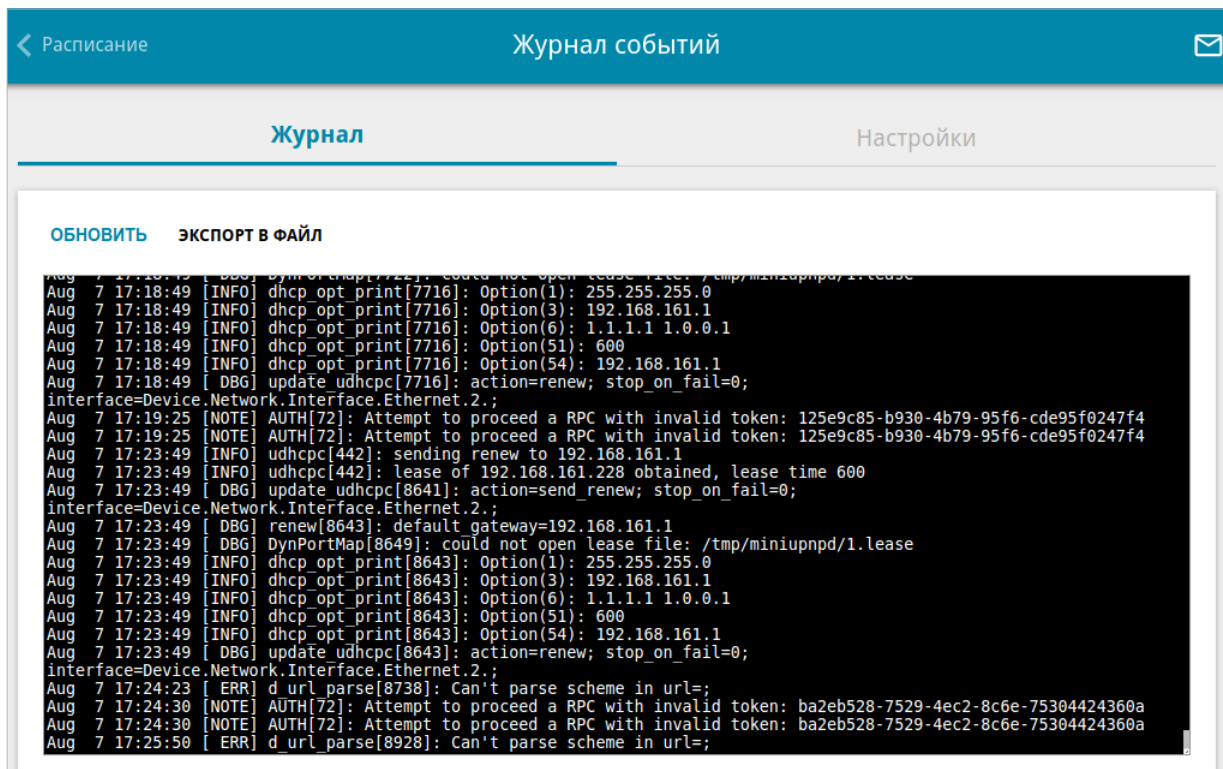 Расписание
Журнал событий
Журнал
Настройки
ОБНОВИТЬ
ЭКСПОРТ В ФАЙЛ
Aug  7 17:18:49 [ DBG] DynPortMap[7722]: could not open lease file: /tmp/miniupnpd/1.lease
Aug  7 17:18:49 [INFO] dhcp_opt_print[7716]: Option(1): 255.255.255.0
Aug  7 17:18:49 [INFO] dhcp_opt_print[7716]: Option(3): 192.168.161.1
Aug  7 17:18:49 [INFO] dhcp_opt_print[7716]: Option(6): 1.1.1.1 1.0.0.1
Aug  7 17:18:49 [INFO] dhcp_opt_print[7716]: Option(51): 600
Aug  7 17:18:49 [INFO] dhcp_opt_print[7716]: Option(54): 192.168.161.1
Aug  7 17:18:49 [ DBG] update_udhcpc[7716]: action=renew; stop_on_fail=0;
interface=Device.Network.Interface.Ethernet.2.;
Aug  7 17:19:25 [NOTE] AUTH[72]: Attempt to proceed a RPC with invalid token: 125e9c85-b930-4b79-95f6-cde95f0247f4
Aug  7 17:19:25 [NOTE] AUTH[72]: Attempt to proceed a RPC with invalid token: 125e9c85-b930-4b79-95f6-cde95f0247f4
Aug  7 17:23:49 [INFO] udhcpc[442]: sending renew to 192.168.161.1
Aug  7 17:23:49 [INFO] udhcpc[442]: lease of 192.168.161.228 obtained, lease time 600
Aug  7 17:23:49 [ DBG] update_udhcpc[8641]: action=send_renew; stop_on_fail=0;
interface=Device.Network.Interface.Ethernet.2.;
Aug  7 17:23:49 [ DBG] renew[8643]: default_gateway=192.168.161.1
Aug  7 17:23:49 [ DBG] DynPortMap[8649]: could not open lease file: /tmp/miniupnpd/1.lease
Aug  7 17:23:49 [INFO] dhcp_opt_print[8643]: Option(1): 255.255.255.0
Aug  7 17:23:49 [INFO] dhcp_opt_print[8643]: Option(3): 192.168.161.1
Aug  7 17:23:49 [INFO] dhcp_opt_print[8643]: Option(6): 1.1.1.1 1.0.0.1
Aug  7 17:23:49 [INFO] dhcp_opt_print[8643]: Option(51): 600
Aug  7 17:23:49 [INFO] dhcp_opt_print[8643]: Option(54): 192.168.161.1
Aug  7 17:23:49 [ DBG] update_udhcpc[8643]: action=renew; stop_on_fail=0;
interface=Device.Network.Interface.Ethernet.2.;
Aug  7 17:24:23 [ ERR] d_url_parse[8738]: Can't parse scheme in url=;
Aug  7 17:24:30 [NOTE] AUTH[72]: Attempt to proceed a RPC with invalid token: ba2eb528-7529-4ec2-8c6e-75304424360a
Aug  7 17:24:30 [NOTE] AUTH[72]: Attempt to proceed a RPC with invalid token: ba2eb528-7529-4ec2-8c6e-75304424360a
Aug  7 17:25:50 [ ERR] d_url_parse[8928]: Can't parse scheme in url=;